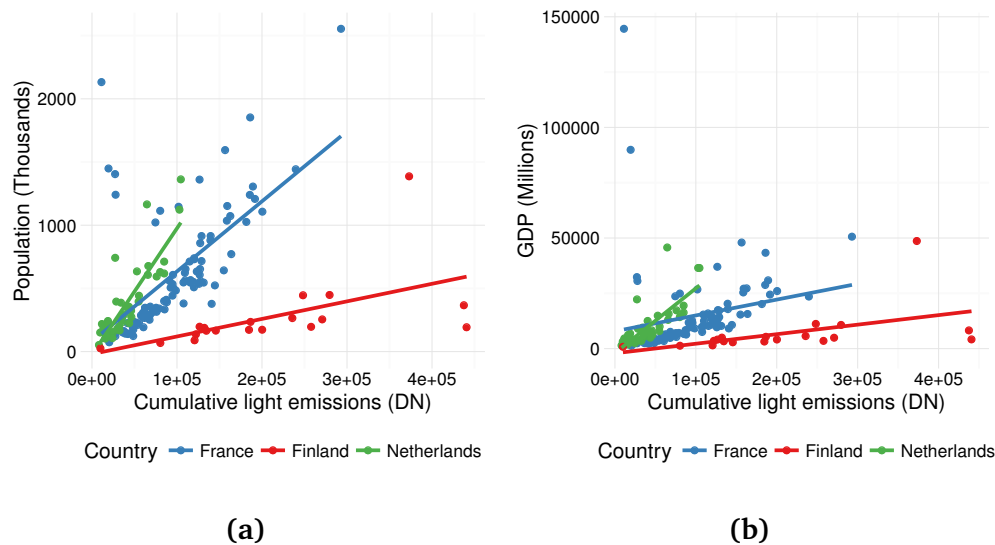 Population (Thousands)
2000
1000
0
0e+00 1e+05 2e+05 3e+05 4e+05
Cumulative light emissions (DN)
Country France Finland Netherlands
(a)
GDP (Millions)
150000
100000
50000
0
0e+00 1e+05 2e+05 3e+05 4e+05
Cumulative light emissions (DN)
Country France Finland Netherlands
(b)